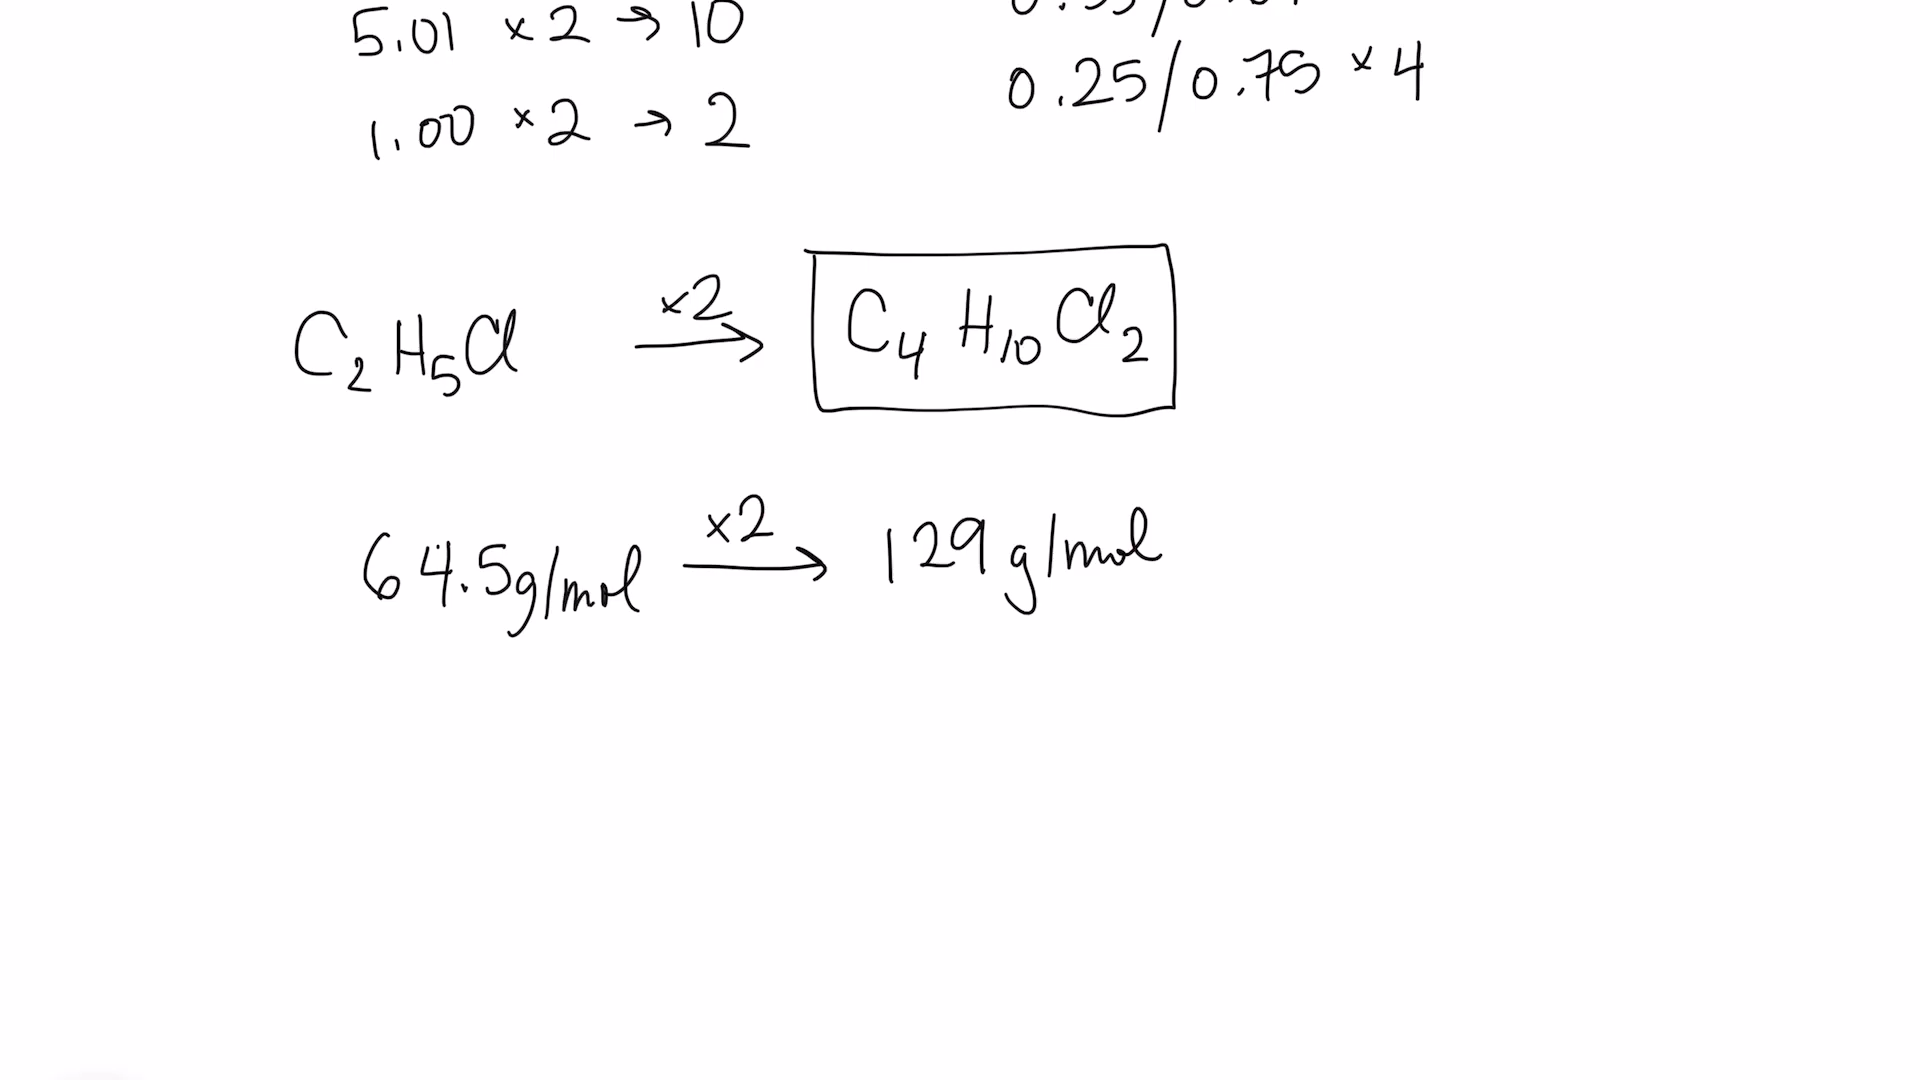 5.01 ×2 → 10
1.00 ×2 → 2
0.25/0.75 ×4
C₂H₅Cl ×2→ C₄H₁₀Cl₂
64.5g/mol ×2→ 129g/mol